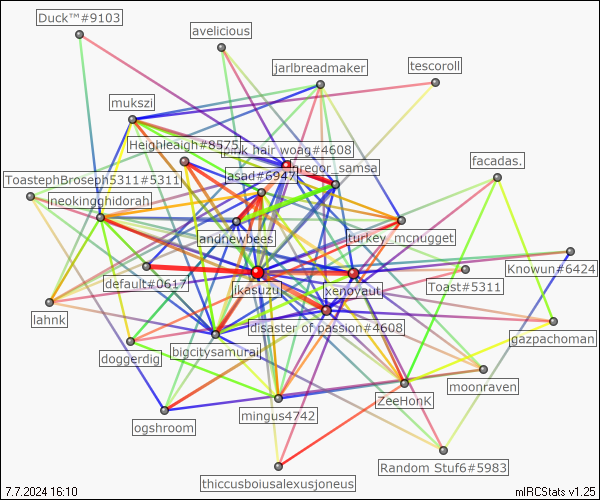 Duck™#9103
avelicious
jarlbreadmaker
tescoroll
mukszi
Heighleaigh#8575
pink hair woag#4608
gregor_samsa
facadas.
ToastephBroseph5311#5311
asad#6947
neokingghidorah
andnewbees
turkey_mcnugget
default#0617
jkasuzu
xenoyaut
Toast#5311
Knowun#6424
lahnk
disaster of passion#4608
gazpachoman
doggerdig
bigcitysamurai
moonraven
mingus4742
ZeeHonK
ogshroom
thiccusboiusalexusjoneus
Random Stuf6#5983
7.7.2024 16:10
mIRCStats v1.25